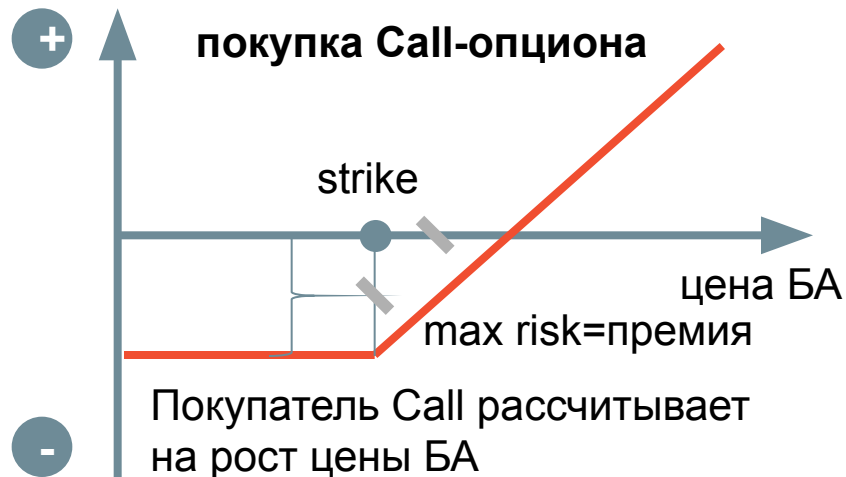 +
покупка Call-опциона
strike
цена БА
max risk=премия
Покупатель Call рассчитывает
на рост цены БА
-